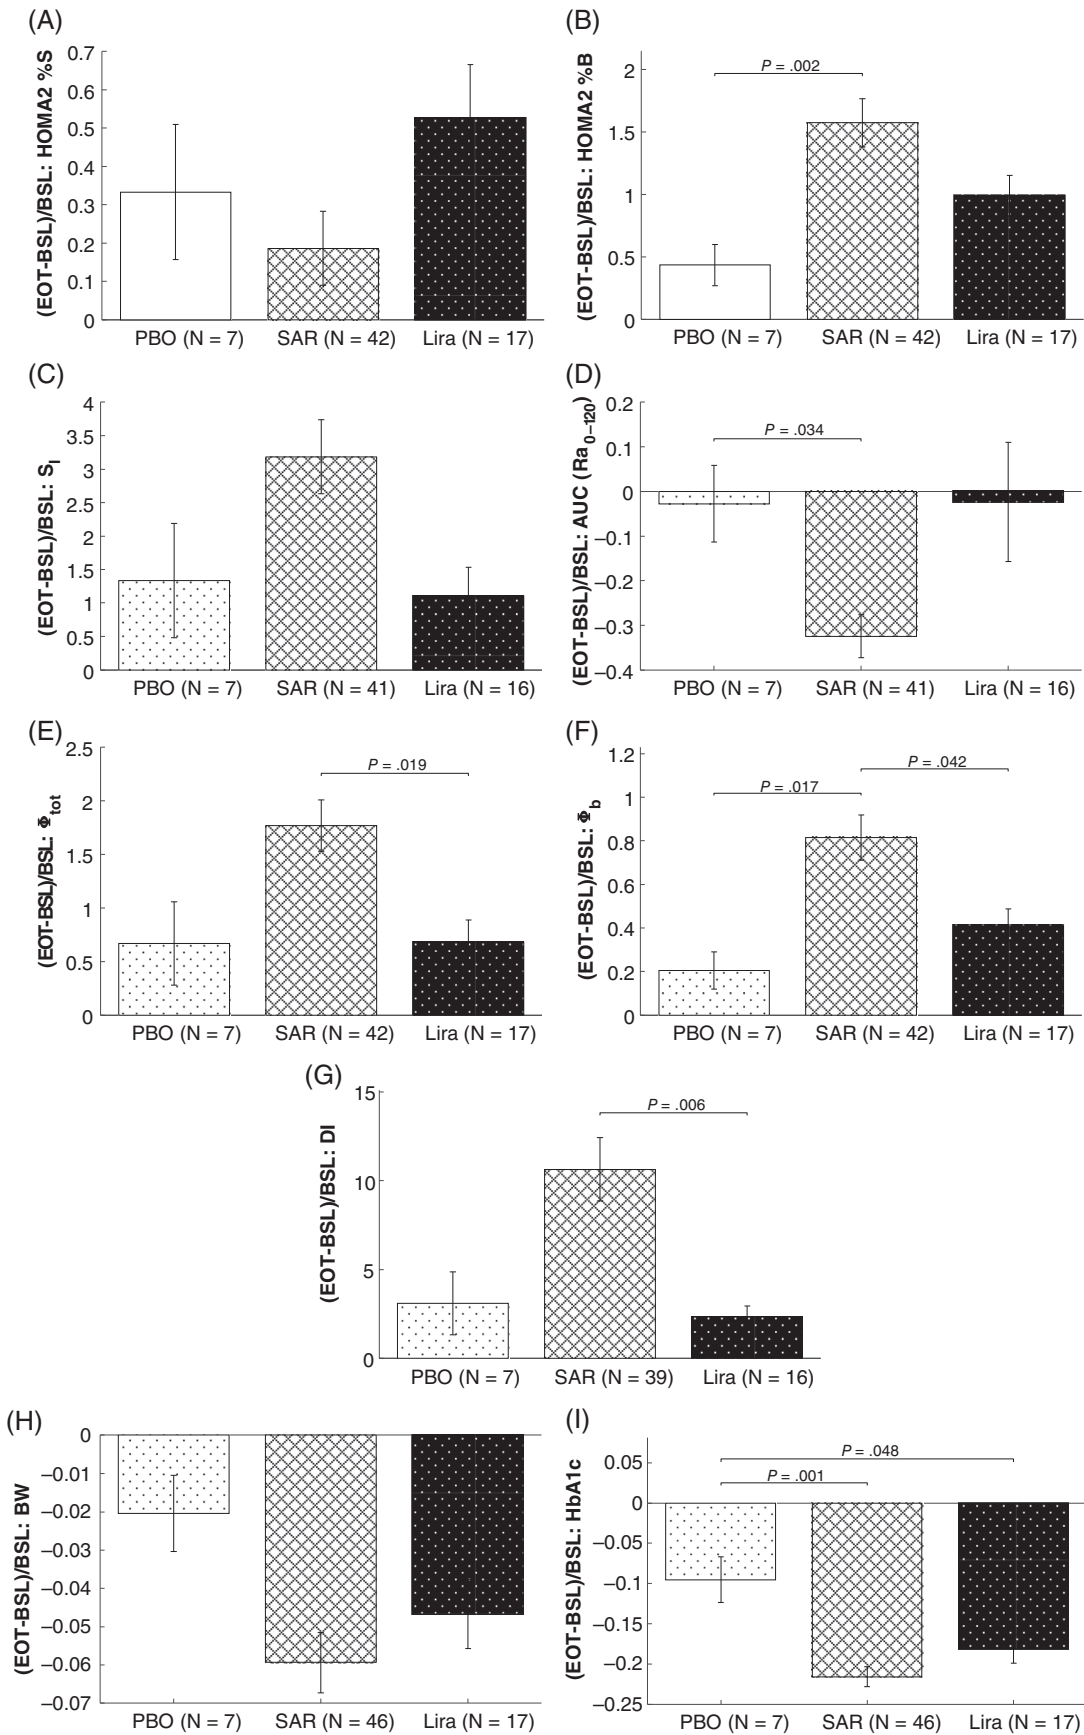 (A)
(EOT-BSL)/BSL: HOMA2 %S
0.7
0.6
0.5
0.4
0.3
0.2
0.1
0
PBO (N = 7) SAR (N = 42) Lira (N = 17)
(B)
(EOT-BSL)/BSL: HOMA2 %B
2
1.5
1
0.5
0
P = .002
PBO (N = 7) SAR (N = 42) Lira (N = 17)
(C)
(EOT-BSL)/BSL: S_I
4
3.5
3
2.5
2
1.5
1
0.5
0
PBO (N = 7) SAR (N = 41) Lira (N = 16)
(D)
(EOT-BSL)/BSL: AUC (Ra₀₋₁₂₀)
0.2
0.1
0
−0.1
−0.2
−0.3
−0.4
P = .034
PBO (N = 7) SAR (N = 41) Lira (N = 16)
(E)
(EOT-BSL)/BSL: Φ_tot
2.5
2
1.5
1
0.5
0
P = .019
PBO (N = 7) SAR (N = 42) Lira (N = 17)
(F)
(EOT-BSL)/BSL: Φ_b
1.2
1
0.8
0.6
0.4
0.2
0
P = .042
P = .017
PBO (N = 7) SAR (N = 42) Lira (N = 17)
(G)
(EOT-BSL)/BSL: DI
15
10
5
0
P = .006
PBO (N = 7) SAR (N = 39) Lira (N = 16)
(H)
(EOT-BSL)/BSL: BW
0
−0.01
−0.02
−0.03
−0.04
−0.05
−0.06
−0.07
PBO (N = 7) SAR (N = 46) Lira (N = 17)
(I)
(EOT-BSL)/BSL: HbA1c
0.05
0
−0.05
−0.1
−0.15
−0.2
−0.25
P = .048
P = .001
PBO (N = 7) SAR (N = 46) Lira (N = 17)